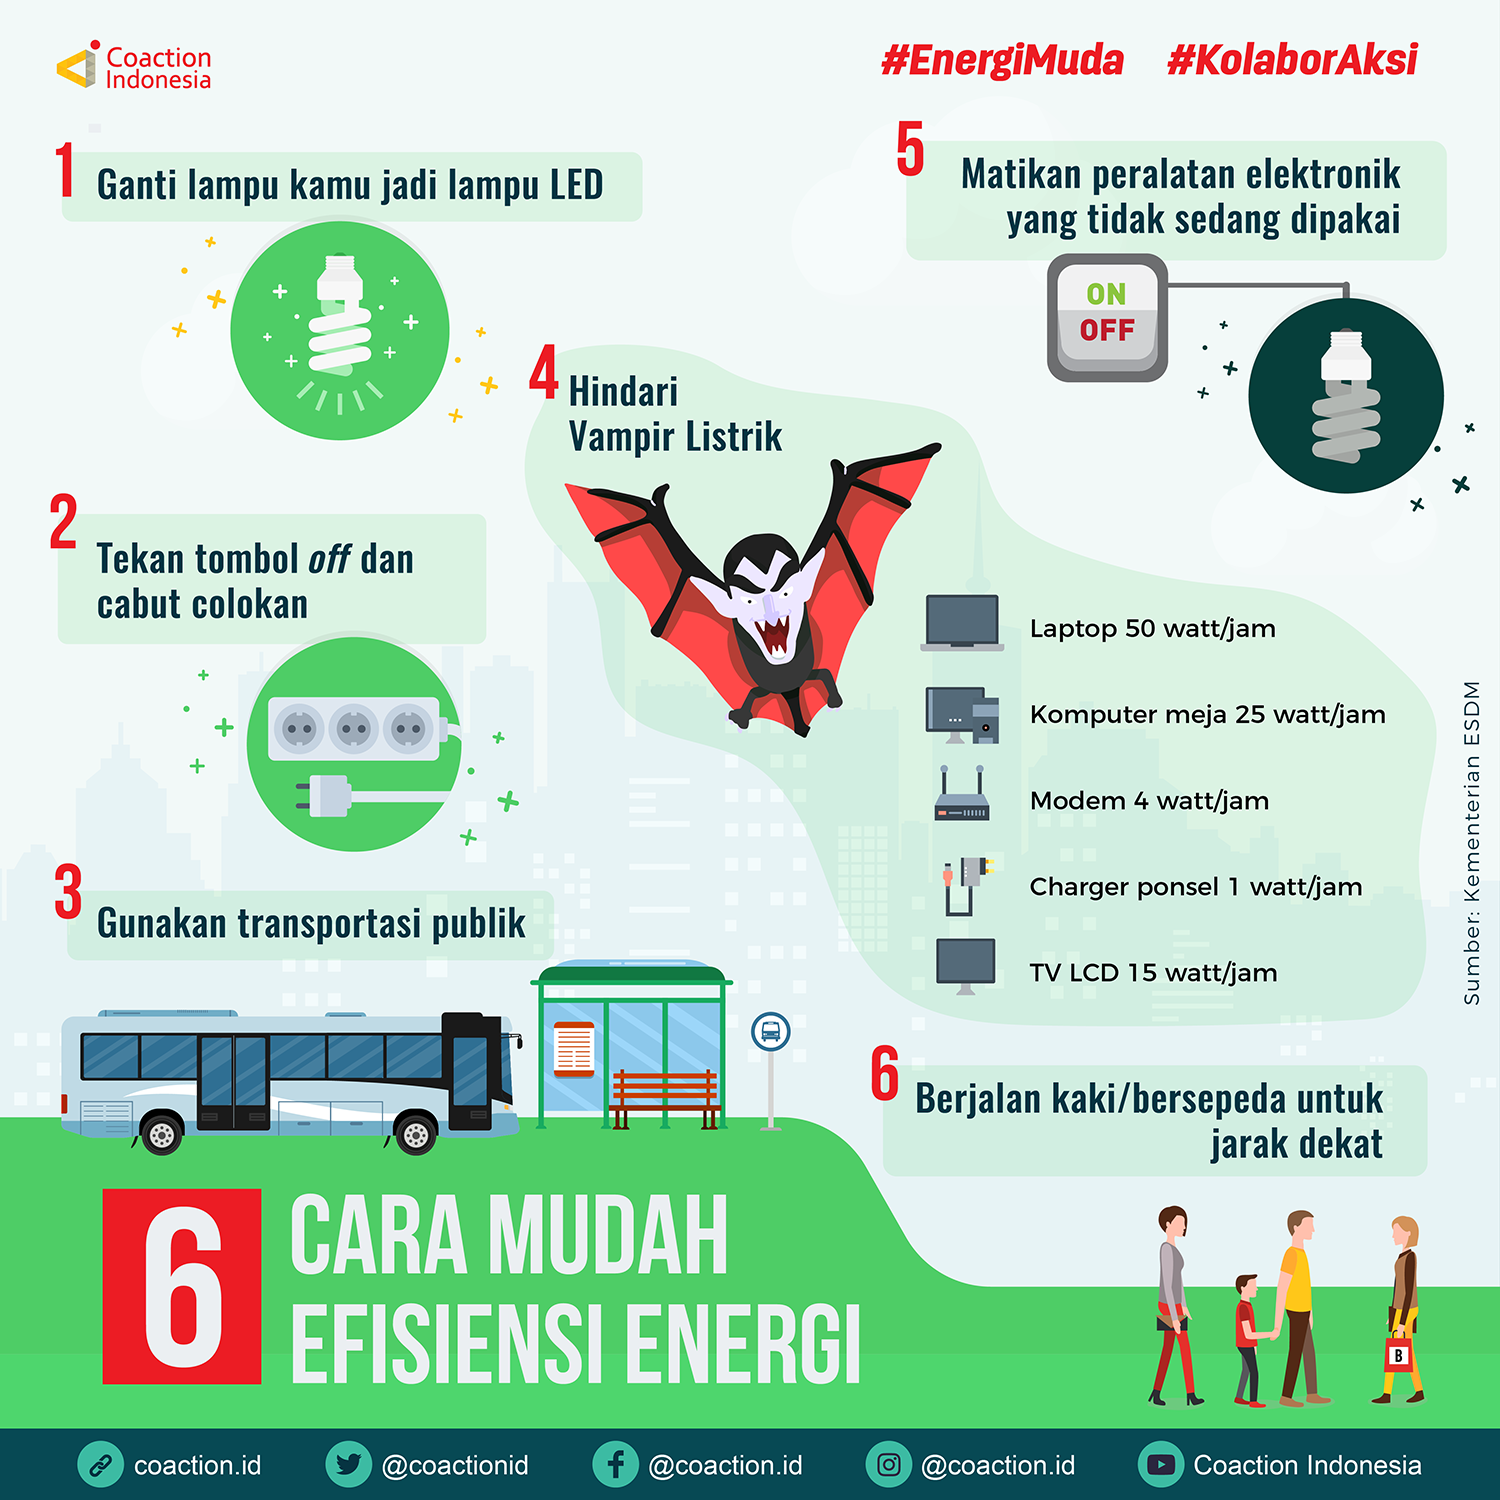 Coaction
Indonesia
#EnergiMuda #KolaborAksi
1
Ganti lampu kamu jadi lampu LED
2
Tekan tombol off dan
cabut colokan
3
Gunakan transportasi publik
4
Hindari
Vampir Listrik
Laptop 50 watt/jam
Komputer meja 25 watt/jam
Modem 4 watt/jam
Charger ponsel 1 watt/jam
TV LCD 15 watt/jam
5
Matikan peralatan elektronik
yang tidak sedang dipakai
ON
OFF
6
Berjalan kaki/bersepeda untuk
jarak dekat
B
Sumber: Kementerian ESDM
6
CARA MUDAH
EFISIENSI ENERGI
coaction.id @coactionid @coaction.id @coaction.id Coaction Indonesia